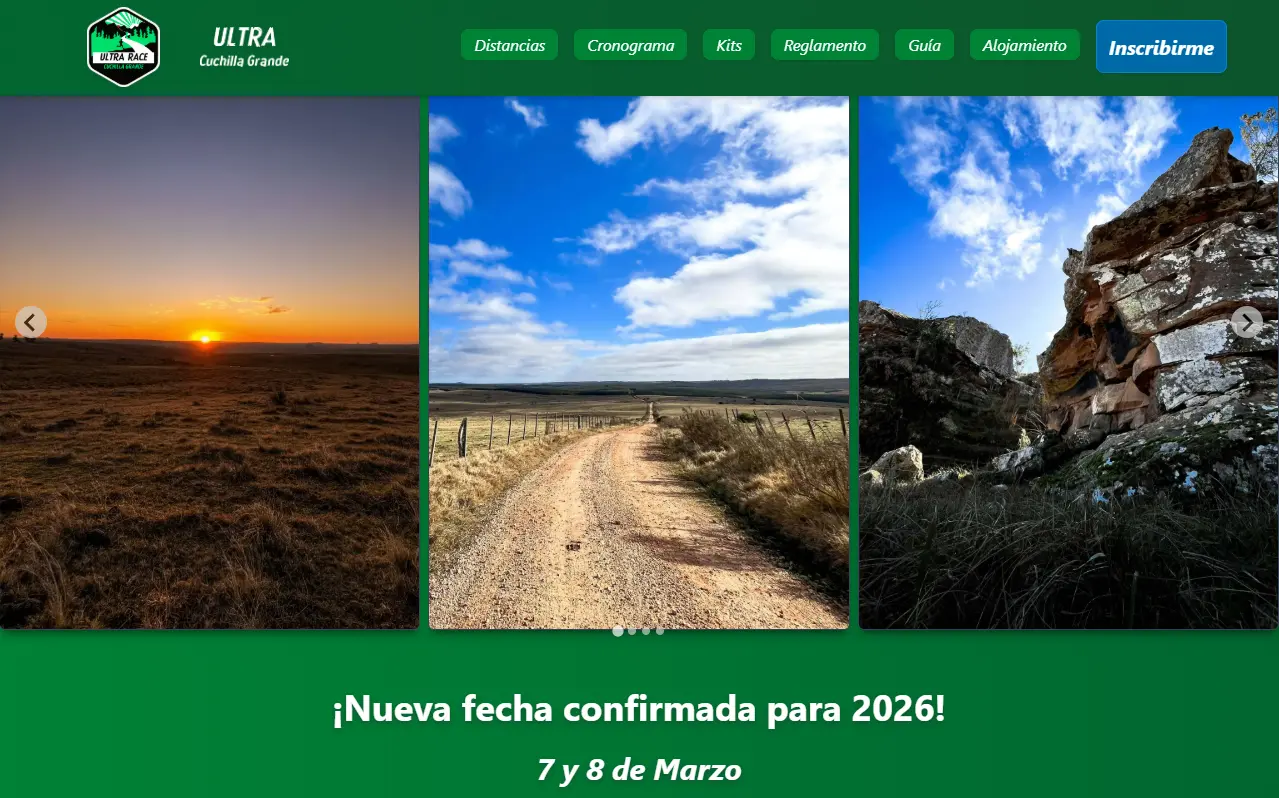 ULTRA RACE
CUCHILLA GRANDE
ULTRA
Cuchilla Grande
Distancias
Cronograma
Kits
Reglamento
Guía
Alojamiento
Inscribirme
¡Nueva fecha confirmada para 2026!
7 y 8 de Marzo